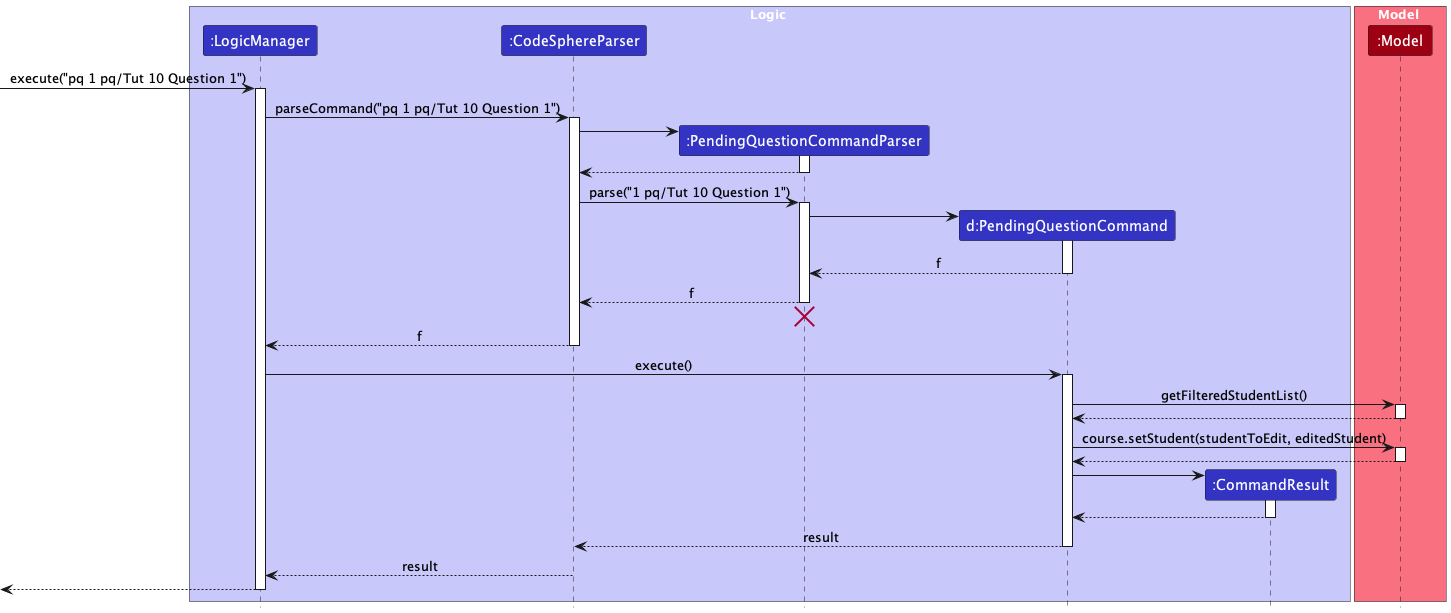 Logic
Model
:LogicManager
:CodeSphereParser
:Model
execute("pq 1 pq/Tut 10 Question 1")
parseCommand("pq 1 pq/Tut 10 Question 1")
:PendingQuestionCommandParser
parse("1 pq/Tut 10 Question 1")
d:PendingQuestionCommand
f
f
f
execute()
getFilteredStudentList()
course.setStudent(studentToEdit, editedStudent)
:CommandResult
result
result